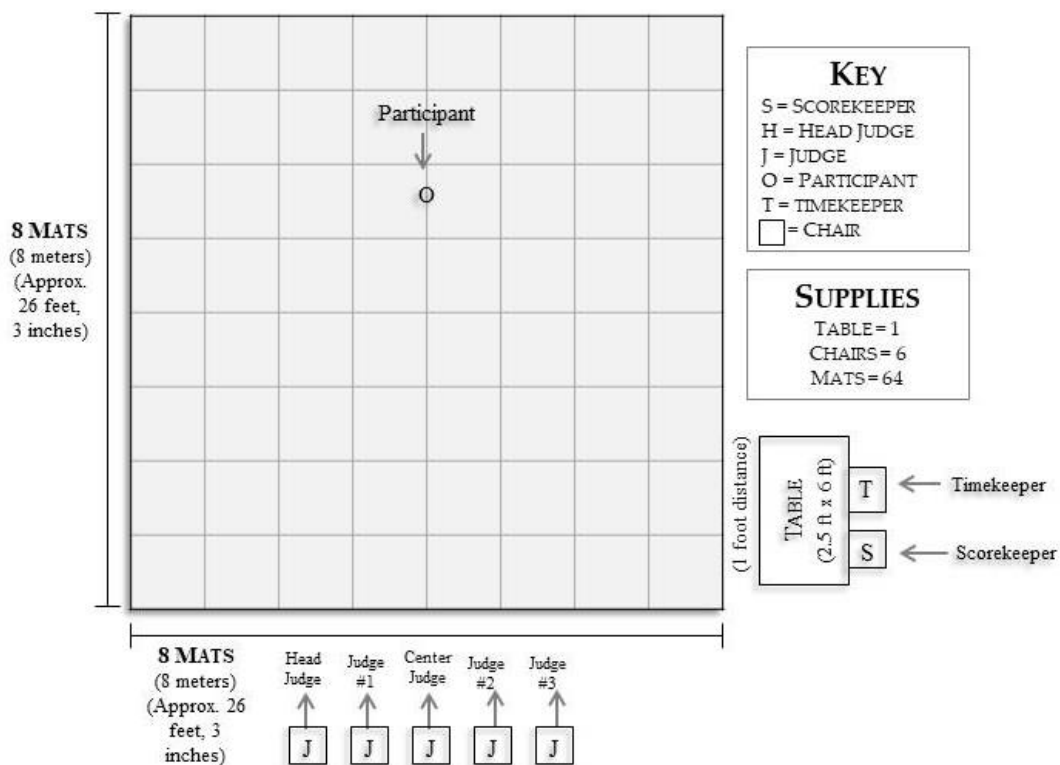 Participant
O
8 MATS
(8 meters)
(Approx.
26 feet,
3 inches)
KEY
S = SCOREKEEPER
H = HEAD JUDGE
J = JUDGE
O = PARTICIPANT
T = TIMEKEEPER
= CHAIR
SUPPLIES
TABLE = 1
CHAIRS = 6
MATS = 64
(1 foot distance)
TABLE
(2.5 ft x 6 ft)
T
Timekeeper
S
Scorekeeper
8 MATS
(8 meters)
(Approx. 26
feet, 3
inches)
Head
Judge
Judge
#1
Center
Judge
Judge
#2
Judge
#3
J
J
J
J
J